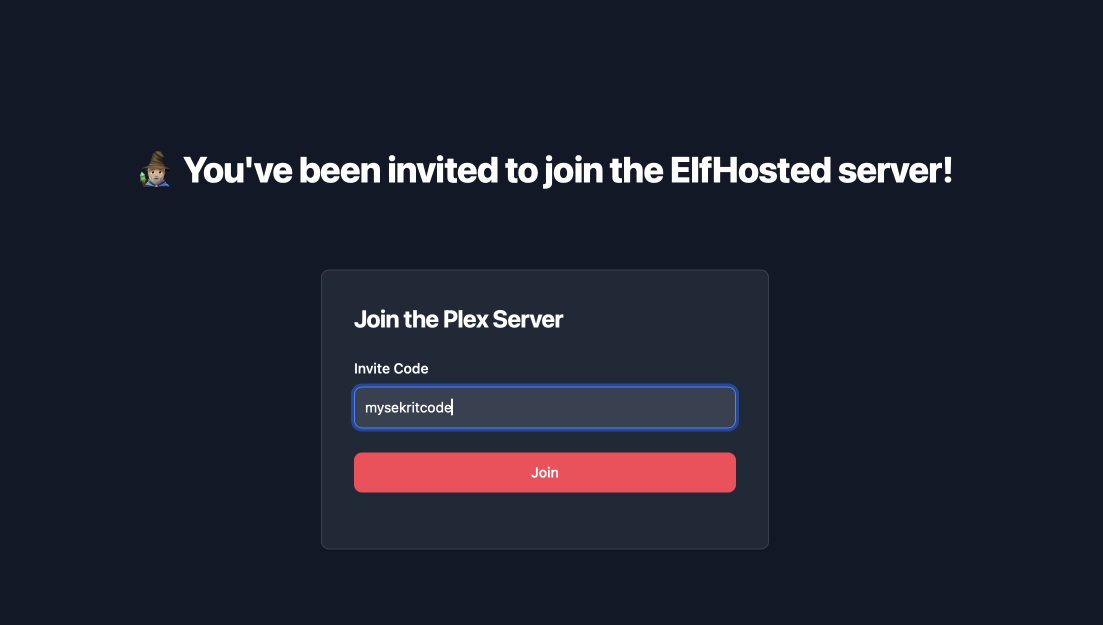 You've been invited to join the ElfHosted server!
Join the Plex Server
Invite Code
mysekritcode
Join